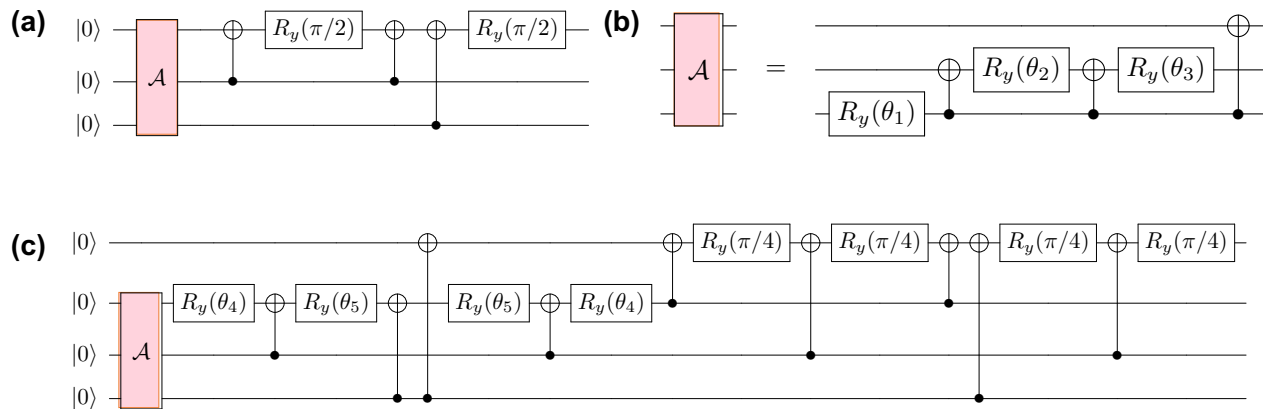 (a) |0⟩ R_y(π/2) R_y(π/2)
|0⟩ 𝒜
|0⟩
(b)
𝒜 = R_y(θ_2) R_y(θ_3)
R_y(θ_1)
(c) |0⟩ R_y(π/4) R_y(π/4) R_y(π/4) R_y(π/4)
|0⟩ R_y(θ_4) R_y(θ_5) R_y(θ_5) R_y(θ_4)
|0⟩ 𝒜
|0⟩